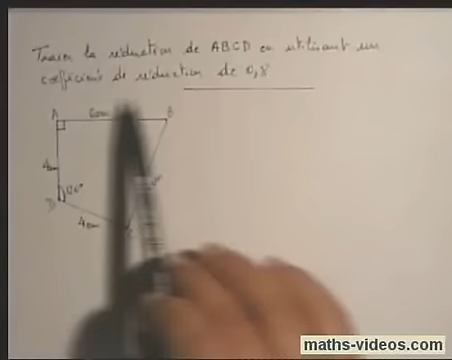 Tracer la réduction de ABCD en utilisant un
coefficient de réduction de 0,8
A 6cm B
4cm
120°
D
4cm
maths-videos.com